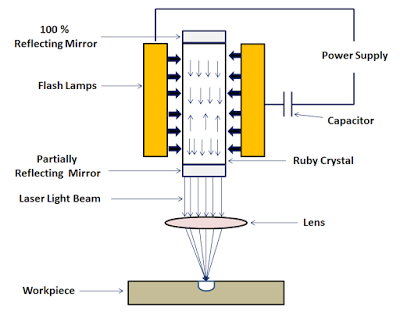 100 %
Reflecting Mirror
Power Supply
Flash Lamps
Capacitor
Partially
Reflecting Mirror
Ruby Crystal
Laser Light Beam
Lens
Workpiece